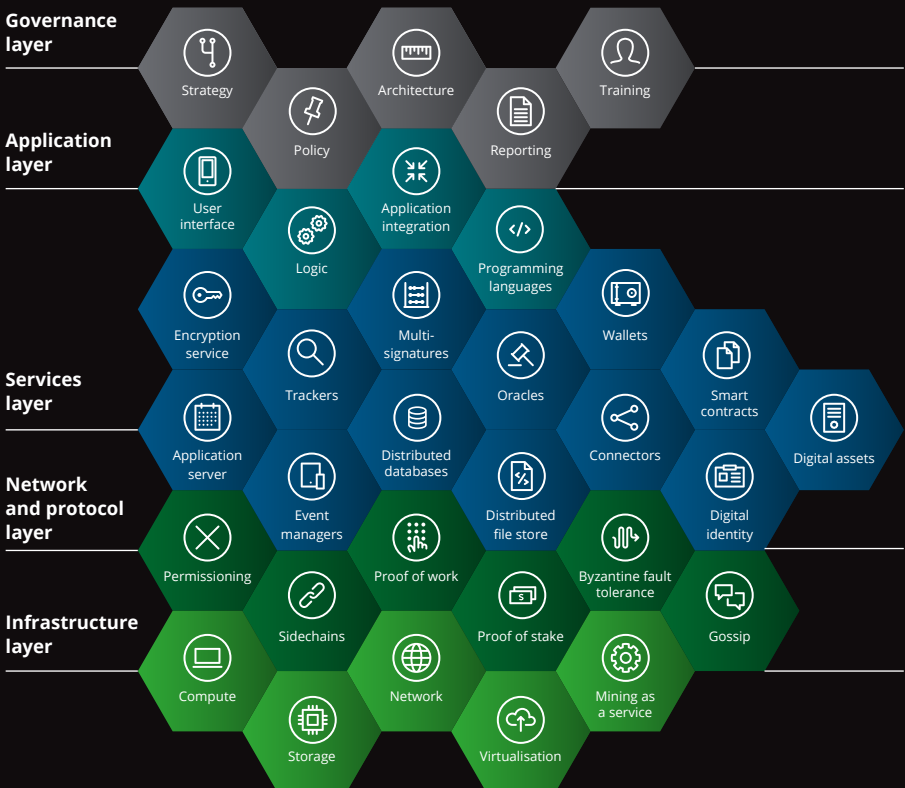 Governance
layer
Strategy
Architecture
Training
Policy
Reporting
Application
layer
User
interface
Application
integration
Logic
Programming
languages
Encryption
service
Multi-
signatures
Wallets
Trackers
Oracles
Smart
contracts
Services
layer
Application
server
Distributed
databases
Connectors
Digital assets
Event
managers
Distributed
file store
Digital
identity
Network
and protocol
layer
Permissioning
Proof of work
Byzantine fault
tolerance
Sidechains
Proof of stake
S
Gossip
Infrastructure
layer
Compute
Network
Mining as
a service
Storage
Virtualisation